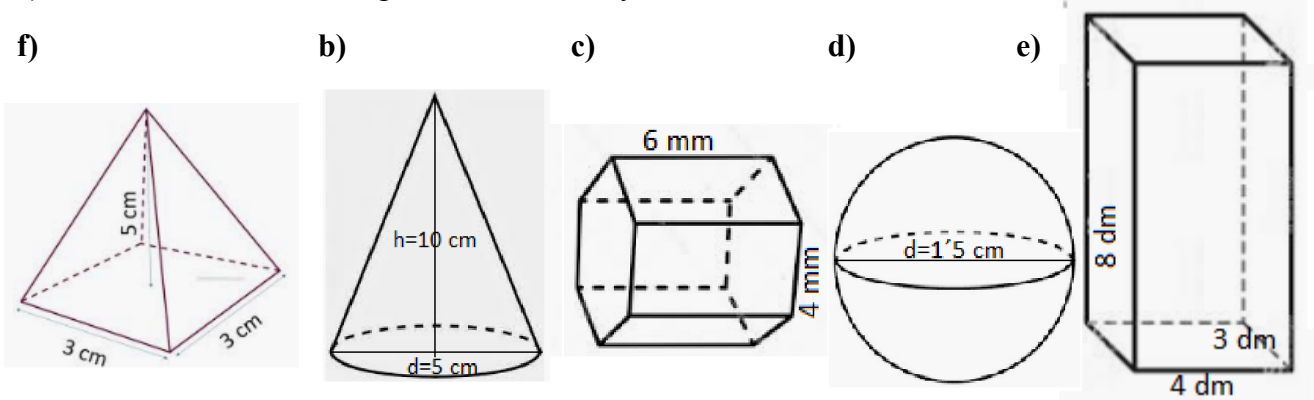 f)
b)
c)
d)
e)
5 cm
3 cm
3 cm
h=10 cm
d=5 cm
6 mm
4 mm
d=1´5 cm
8 dm
3 dm
4 dm